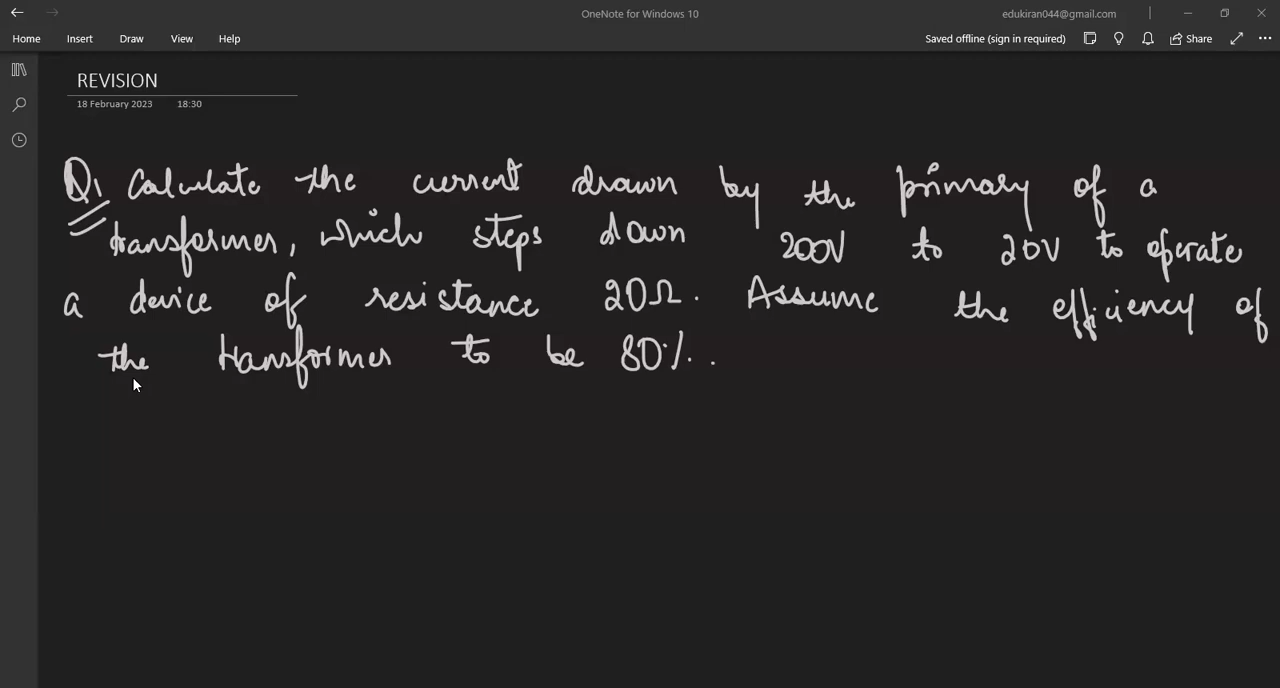 OneNote for Windows 10
edukiran044@gmail.com
Home Insert Draw View Help
Saved offline (sign in required) Share
REVISION
18 February 2023 18:30
Q, Calculate the current drawn by the primary of a
transformer, which steps down 200V to 20V to operate
a device of resistance 20Ω. Assume the efficiency of
the transformer to be 80%.